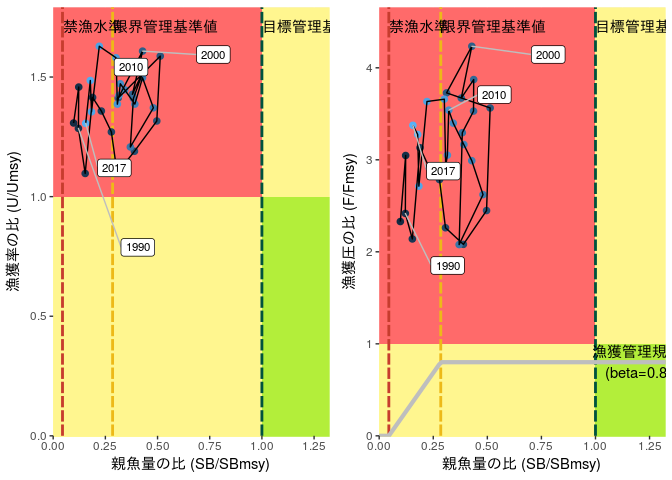 禁漁水準
限界管理基準値
目標管理基
2000
2010
2017
1990
1.5
1.0
0.5
0.0
0.00
0.25
0.50
0.75
1.00
1.25
漁獲率の比 (U/Umsy)
親魚量の比 (SB/SBmsy)
禁漁水準
限界管理基準値
目標管理基
2000
2010
2017
1990
漁獲管理規
(beta=0.8
4
3
2
1
0
0.00
0.25
0.50
0.75
1.00
1.25
漁獲圧の比 (F/Fmsy)
親魚量の比 (SB/SBmsy)